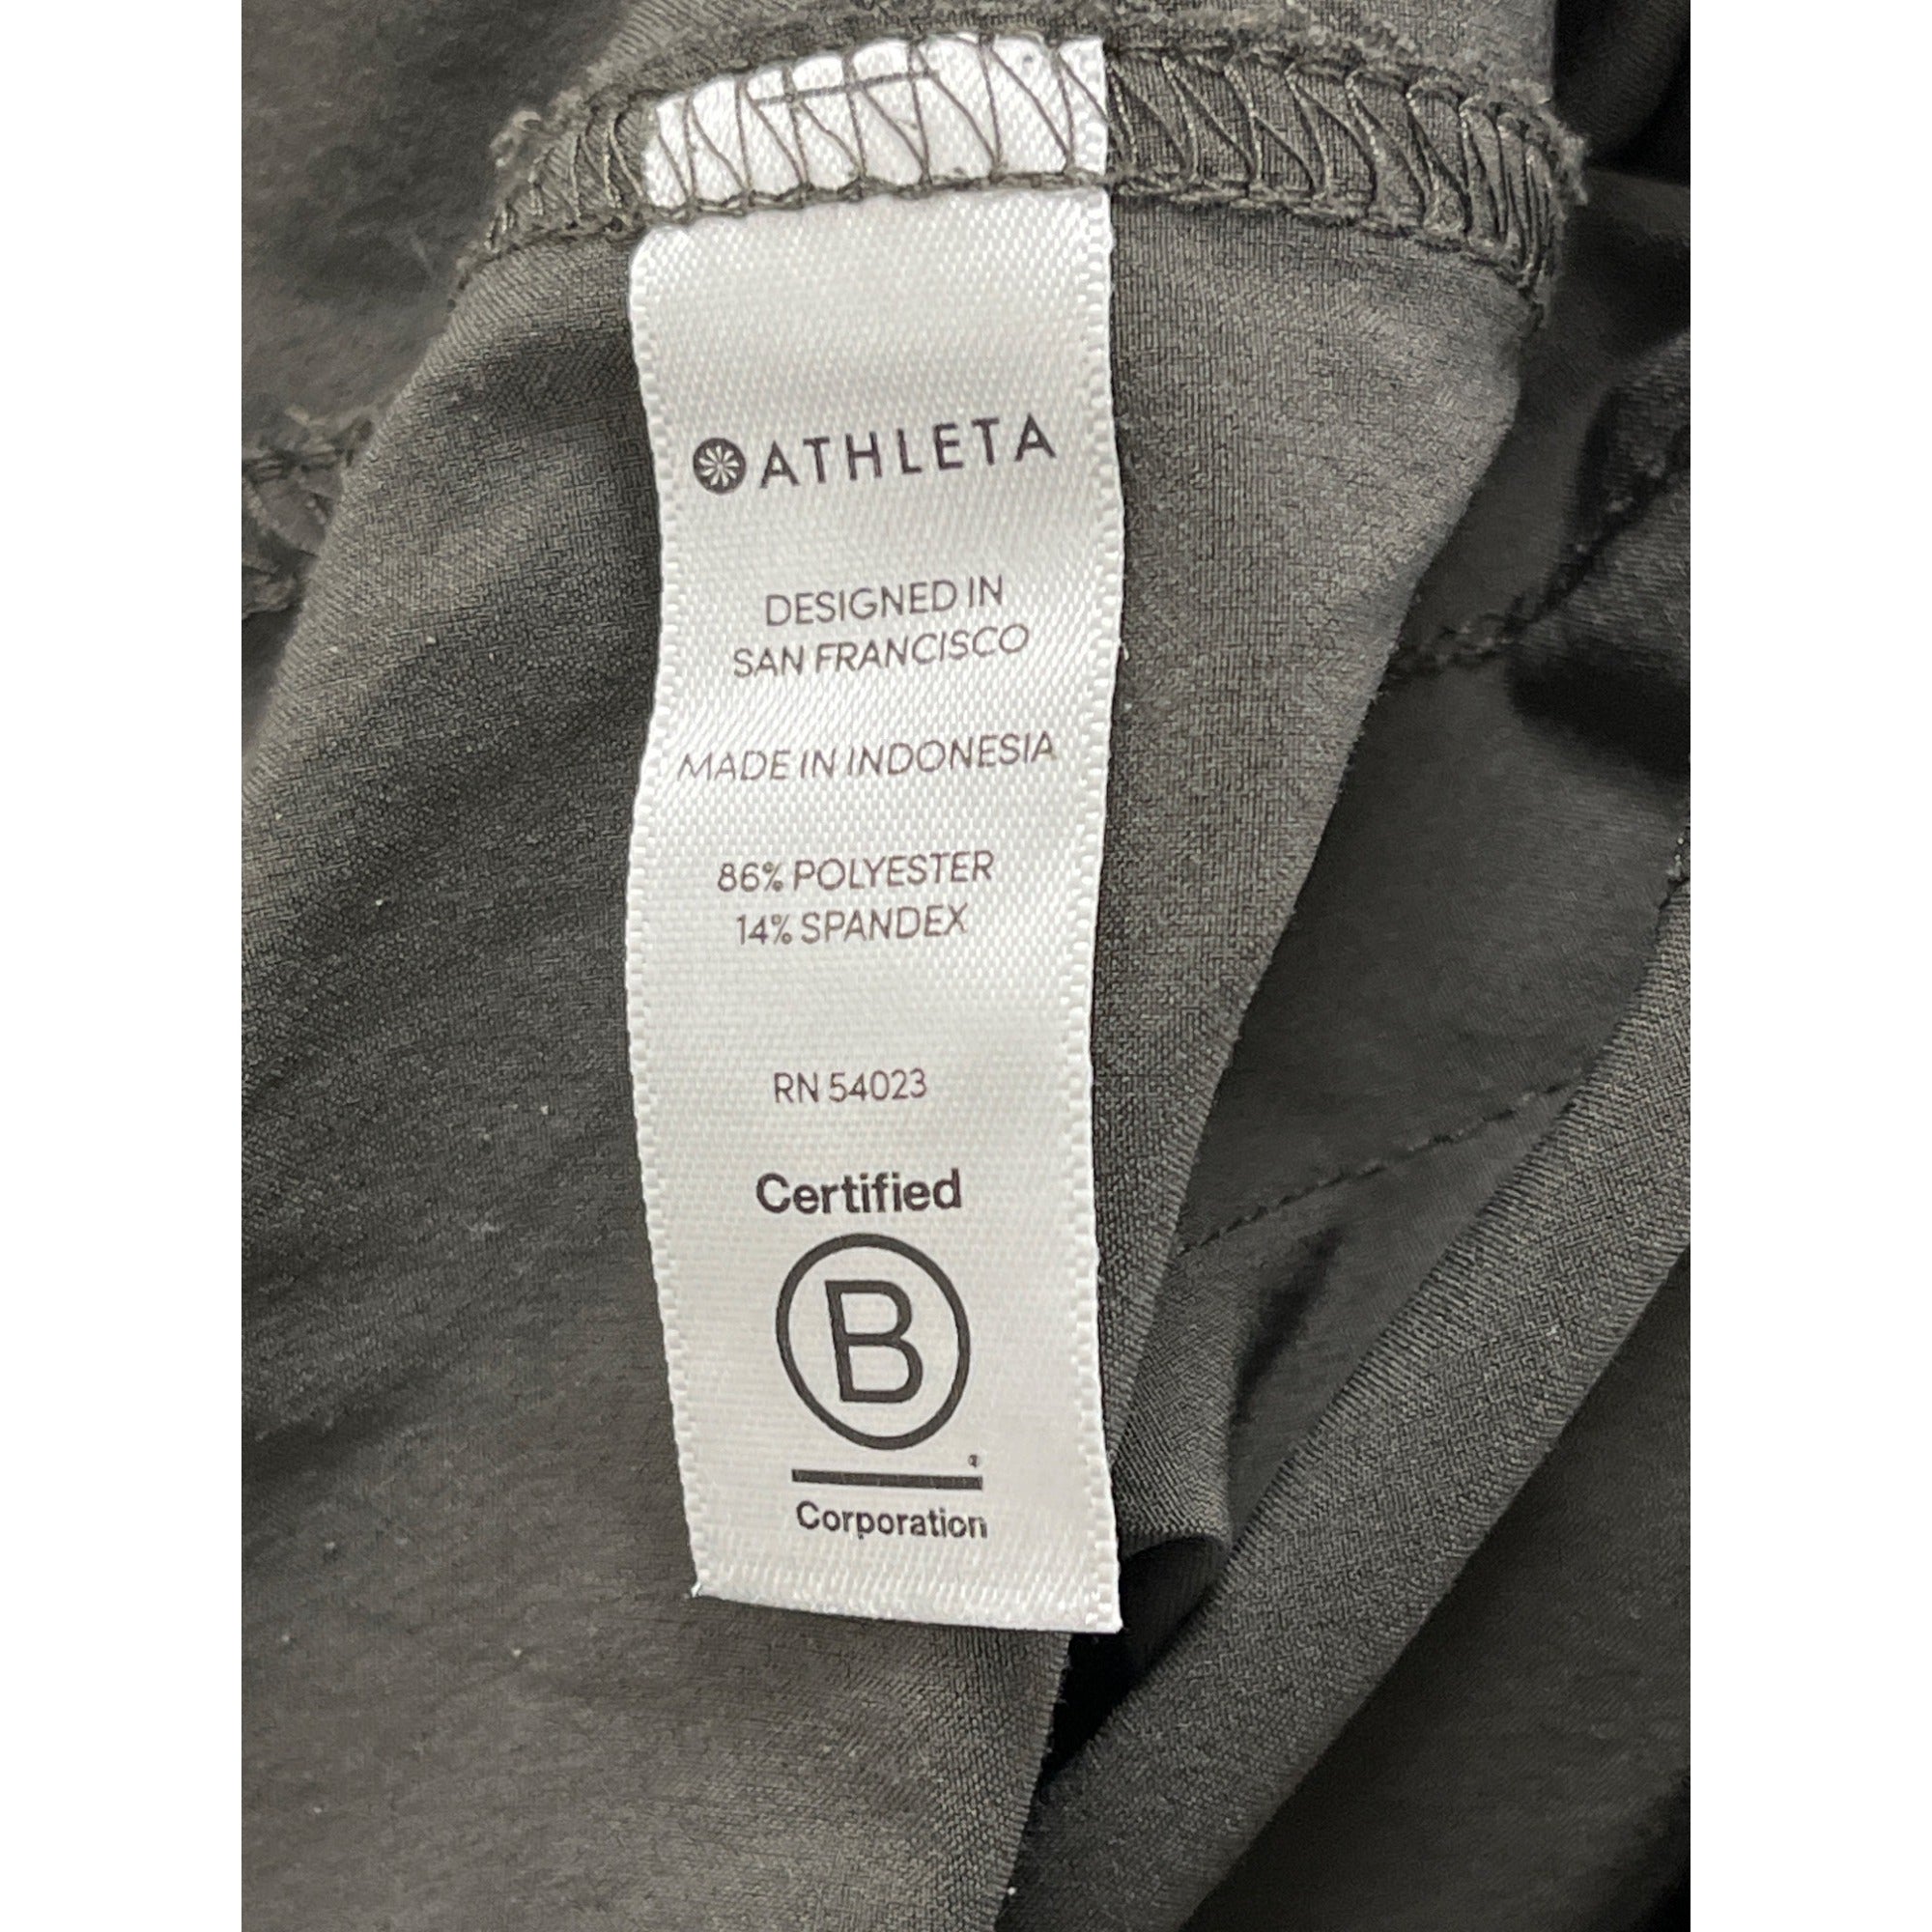 ATHLETA
DESIGNED IN
SAN FRANCISCO
MADE IN INDONESIA
86% POLYESTER
14% SPANDEX
RN 54023
Certified
B
Corporation